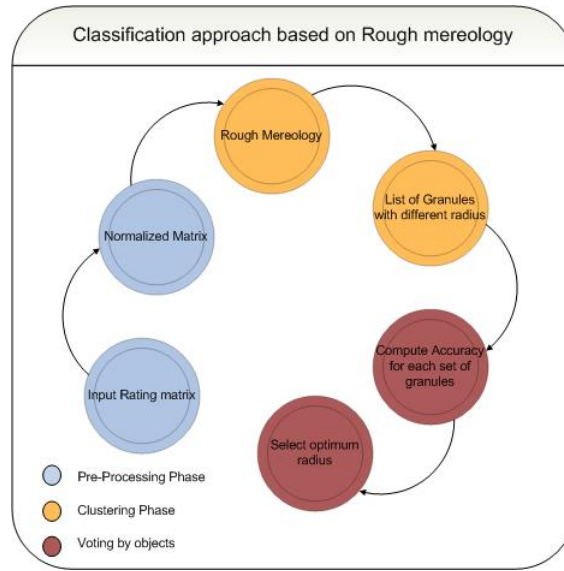 Classification approach based on Rough mereology
Rough Mereology
List of Granules
with different radius
Normalized Matrix
Compute Accuracy
for each set of
granules
Input Rating matrix
Select optimum
radius
Pre-Processing Phase
Clustering Phase
Voting by objects